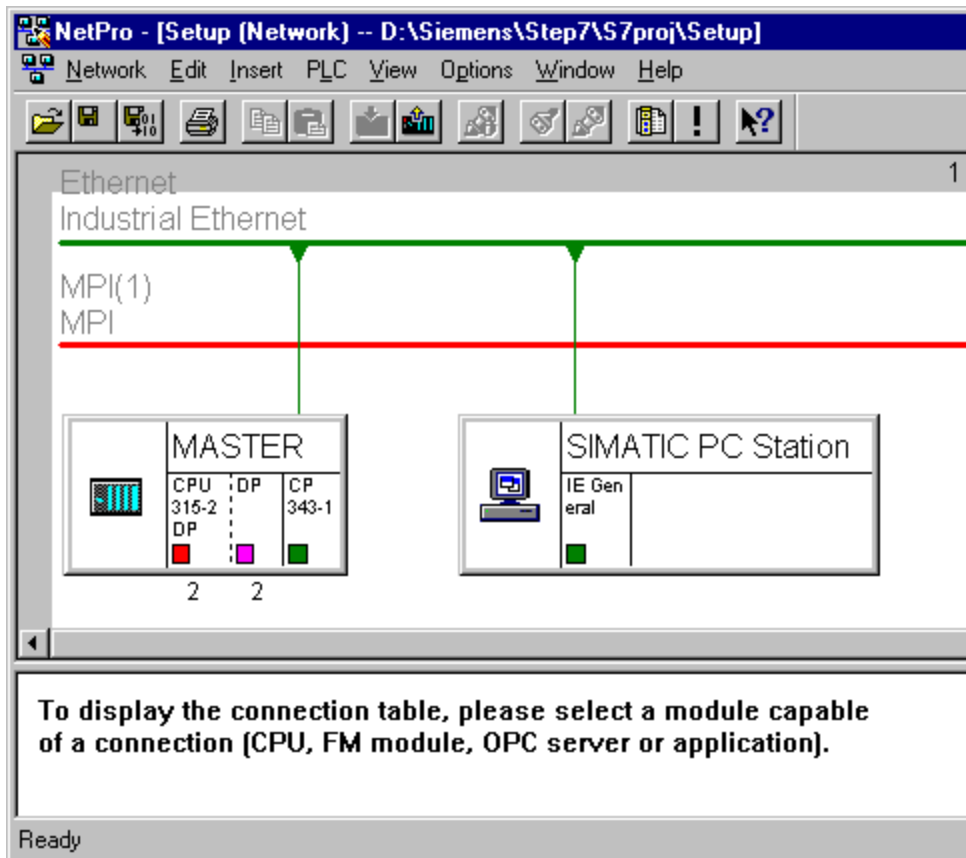 NetPro - [Setup (Network) -- D:\Siemens\Step7\S7proj\Setup]
Network Edit Insert PLC View Options Window Help
1
Ethernet
Industrial Ethernet
MPI(1)
MPI
MASTER
CPU
315-2
DP
DP
CP
343-1
2
2
SIMATIC PC Station
IE Gen
eral
To display the connection table, please select a module capable
of a connection (CPU, FM module, OPC server or application).
Ready